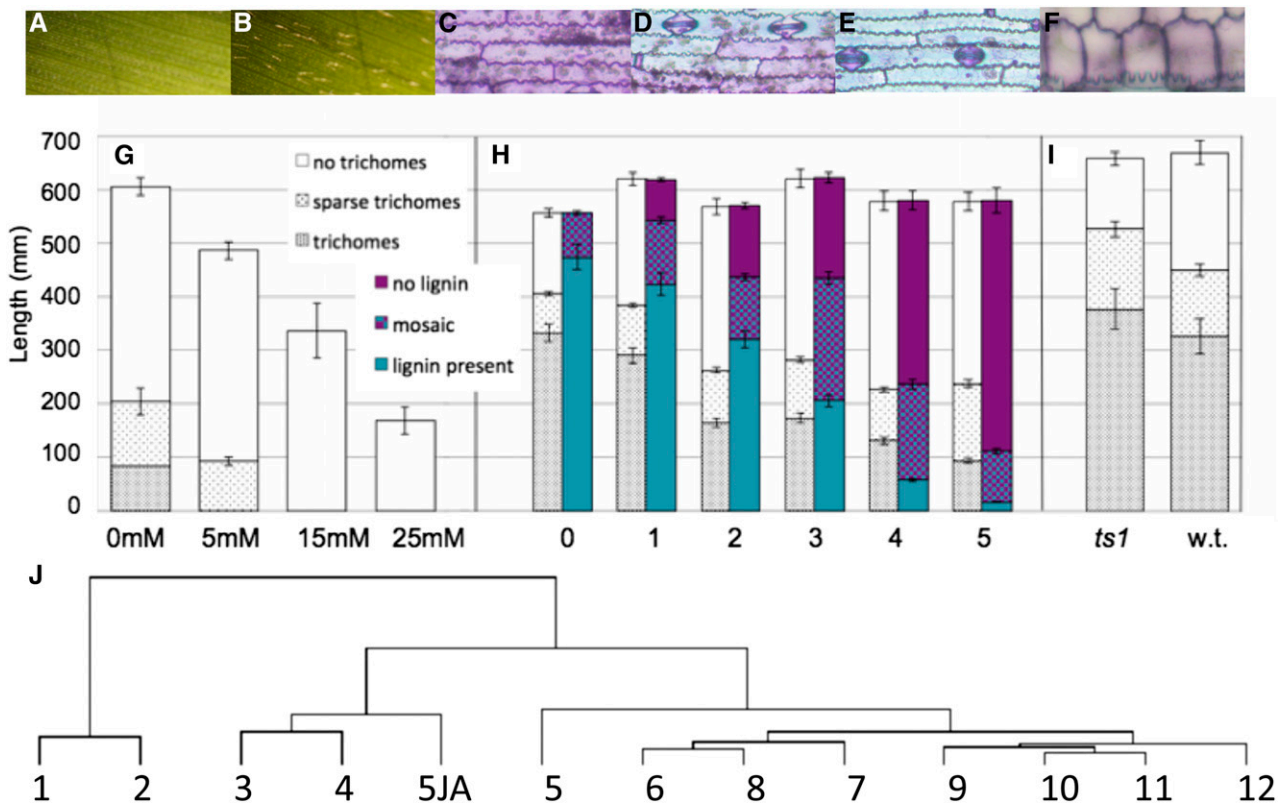 A B C D E F
G H I
Length (mm)
700
600
500
400
300
200
100
0
no trichomes
sparse trichomes
trichomes
no lignin
mosaic
lignin present
0mM 5mM 15mM 25mM 0 1 2 3 4 5 ts1 w.t.
J
1 2 3 4 5JA 5 6 8 7 9 10 11 12